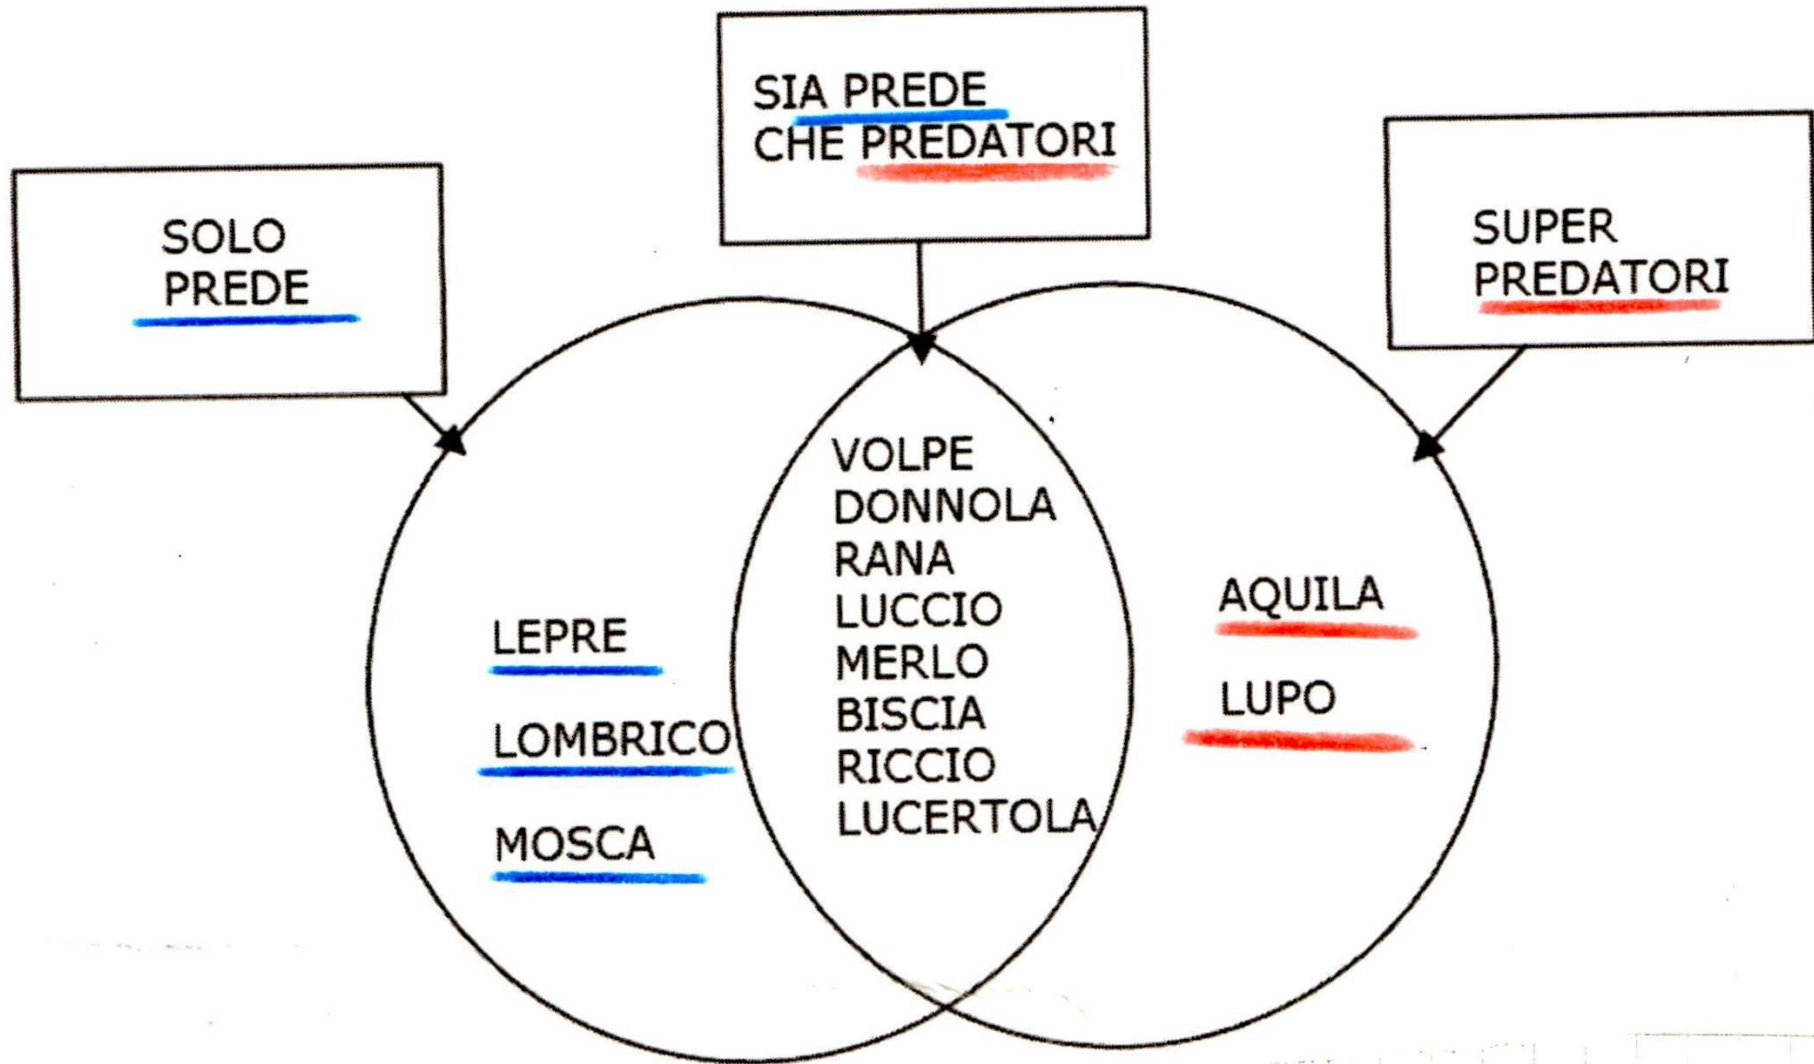 SIA PREDE
CHE PREDATORI
SOLO
PREDE
SUPER
PREDATORI
LEPRE
LOMBRICO
MOSCA
VOLPE
DONNOLA
RANA
LUCCIO
MERLO
BISCIA
RICCIO
LUCERTOLA
AQUILA
LUPO